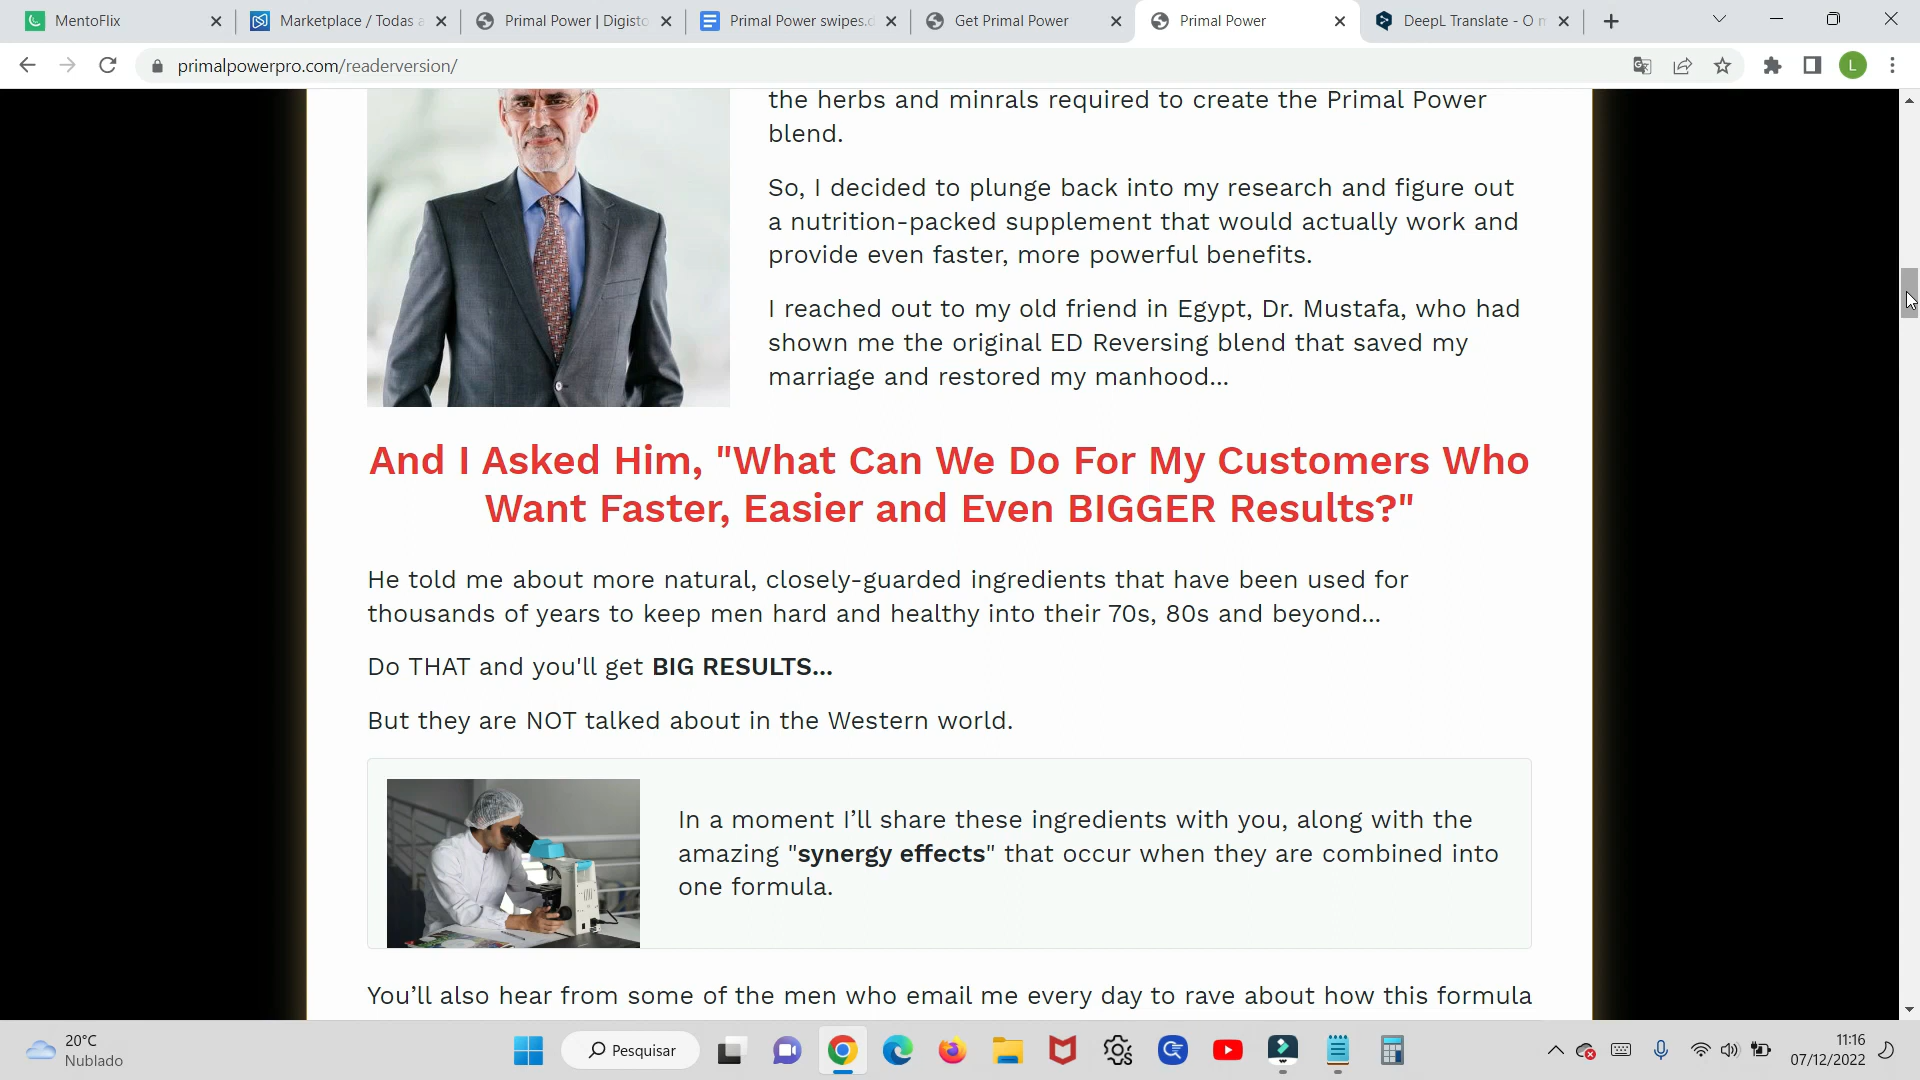 MentoFlix
Marketplace / Todas a
Primal Power | Digisto
Primal Power swipes.d
Get Primal Power
Primal Power
DeepL Translate - O m
primalpowerpro.com/readerversion/
L
the herbs and minrals required to create the Primal Power
blend.
So, I decided to plunge back into my research and figure out
a nutrition-packed supplement that would actually work and
provide even faster, more powerful benefits.
I reached out to my old friend in Egypt, Dr. Mustafa, who had
shown me the original ED Reversing blend that saved my
marriage and restored my manhood...
And I Asked Him, "What Can We Do For My Customers Who
Want Faster, Easier and Even BIGGER Results?"
He told me about more natural, closely-guarded ingredients that have been used for
thousands of years to keep men hard and healthy into their 70s, 80s and beyond...
Do THAT and you'll get BIG RESULTS...
But they are NOT talked about in the Western world.
In a moment I’ll share these ingredients with you, along with the
amazing "synergy effects" that occur when they are combined into
one formula.
You’ll also hear from some of the men who email me every day to rave about how this formula
20°C
Nublado
Pesquisar
11:16
07/12/2022